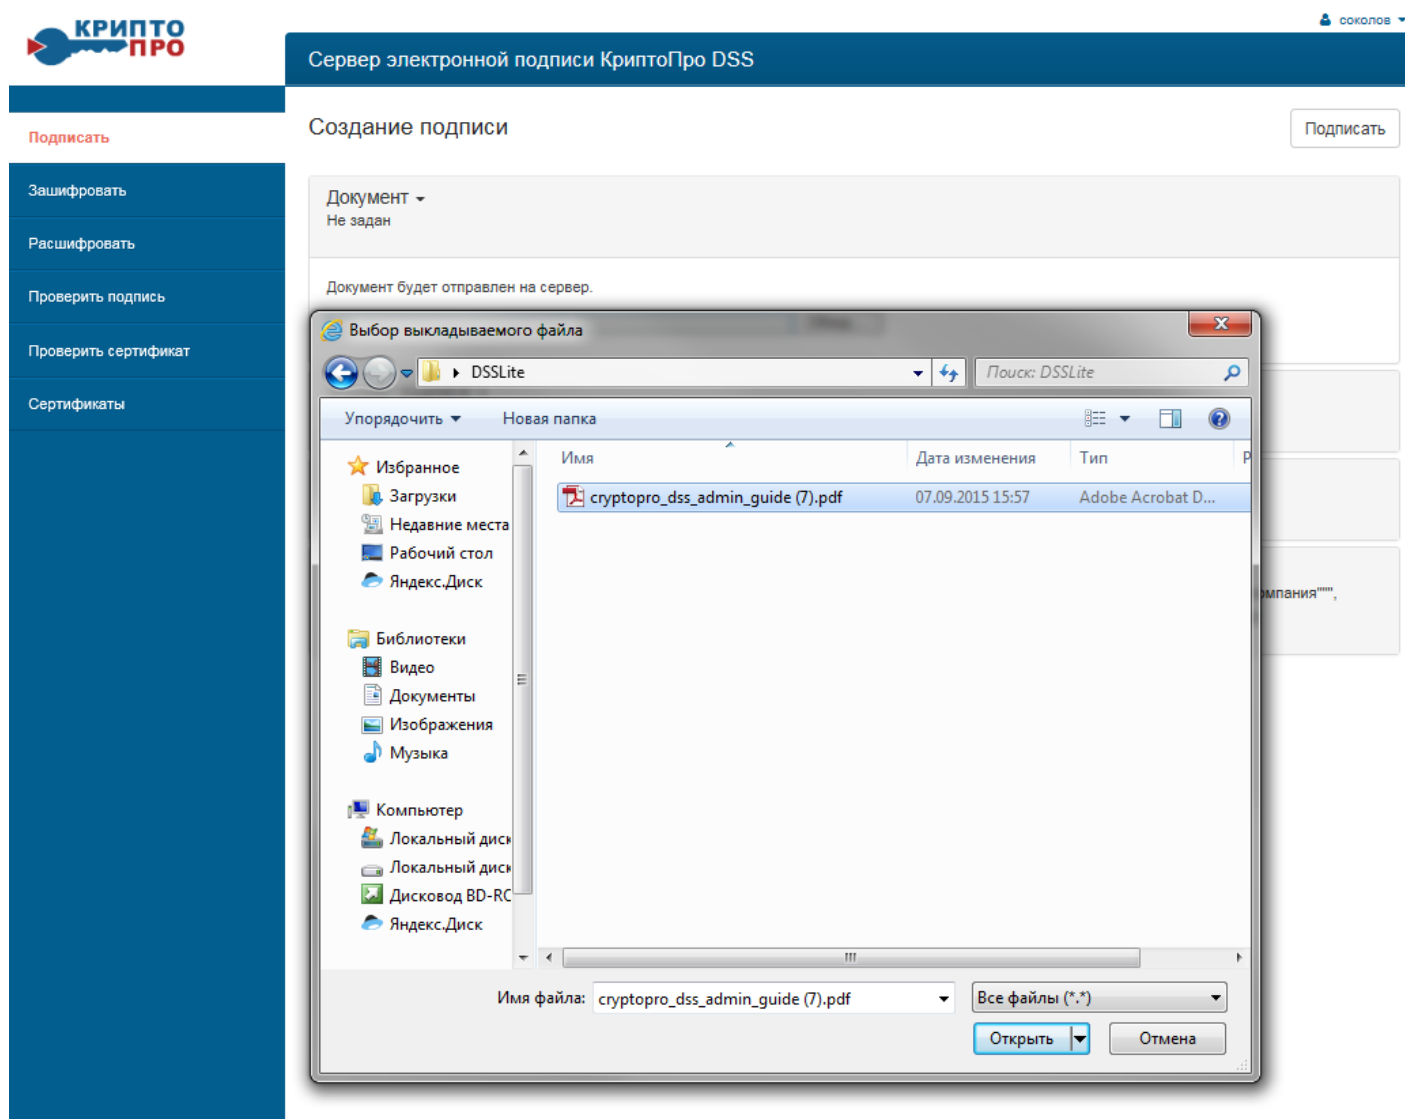 соколов
КРИПТО
ПРО
Сервер электронной подписи КриптоПро DSS
Создание подписи
Подписать
Подписать
Зашифровать
Расшифровать
Проверить подпись
Проверить сертификат
Сертификаты
Документ
Не задан
Документ будет отправлен на сервер.
Выбор выкладываемого файла
DSSLite
Поиск: DSSLite
Упорядочить
Новая папка
Избранное
Загрузки
Недавние места
Рабочий стол
Яндекс.Диск
Библиотеки
Видео
Документы
Изображения
Музыка
Компьютер
Локальный диск
Локальный диск
Дисковод BD-RO
Яндекс.Диск
Имя Дата изменения Тип Р
cryptopro_dss_admin_guide (7).pdf 07.09.2015 15:57 Adobe Acrobat D...
омпания""",
Имя файла: cryptopro_dss_admin_guide (7).pdf Все файлы (*.*)
Открыть Отмена